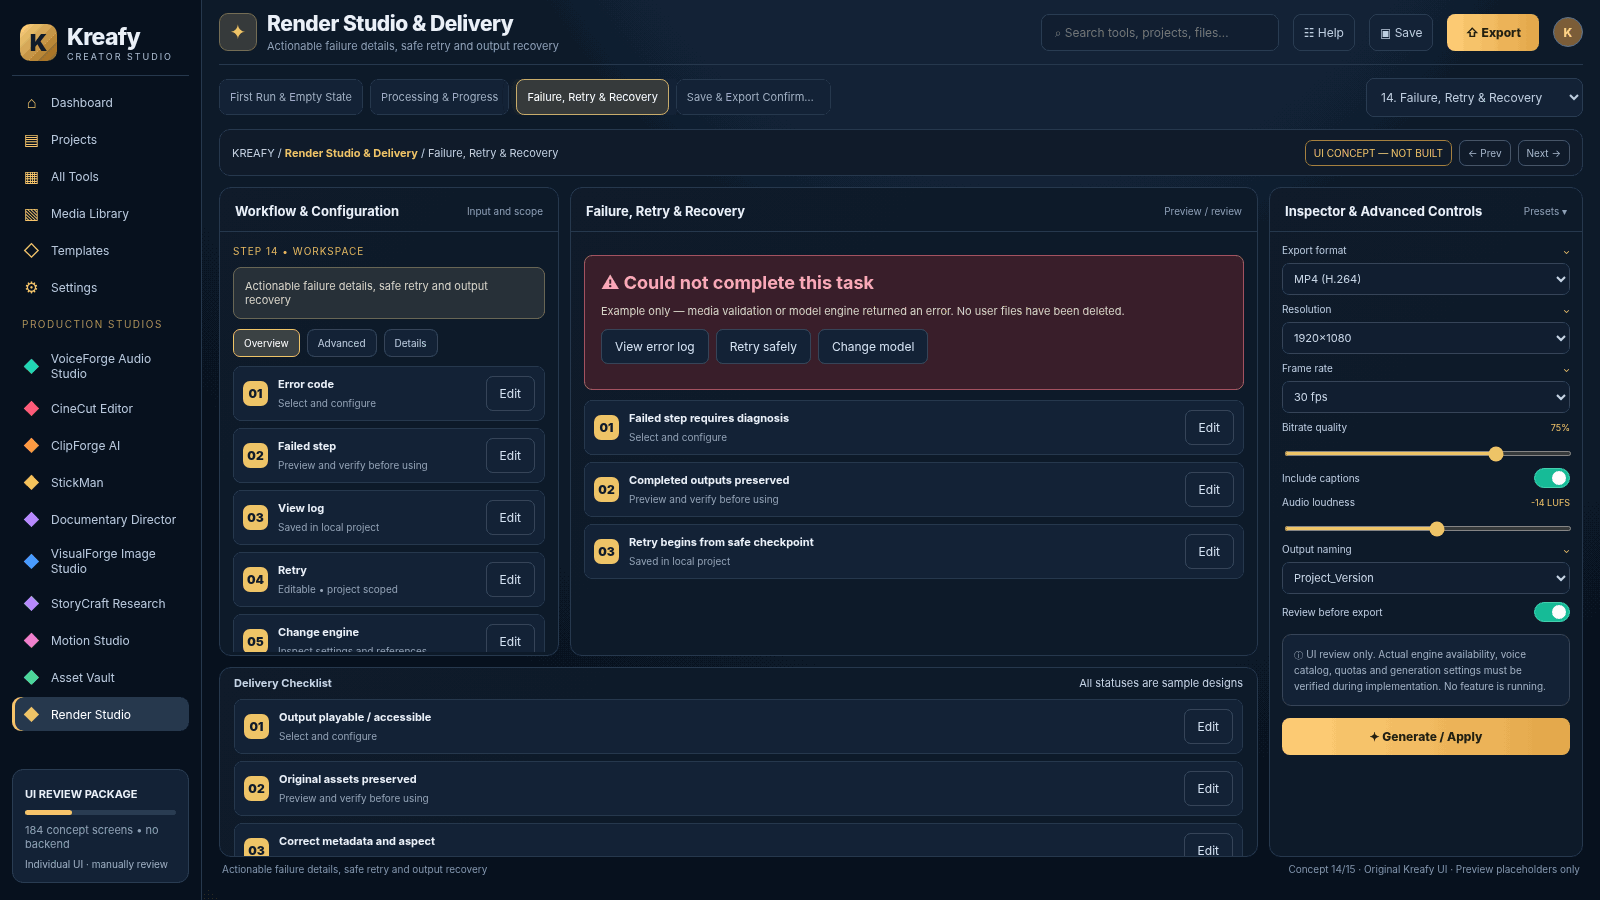 K
Kreafy
CREATOR STUDIO
Dashboard
Projects
All Tools
Media Library
Templates
Settings
PRODUCTION STUDIOS
VoiceForge Audio
Studio
CineCut Editor
ClipForge AI
StickMan
Documentary Director
VisualForge Image
Studio
StoryCraft Research
Motion Studio
Asset Vault
Render Studio
UI REVIEW PACKAGE
184 concept screens • no
backend
Individual UI · manually review
Render Studio & Delivery
Actionable failure details, safe retry and output recovery
Search tools, projects, files...
Help
Save
Export
K
First Run & Empty State
Processing & Progress
Failure, Retry & Recovery
Save & Export Confirm...
14. Failure, Retry & Recovery
KREAFY / Render Studio & Delivery / Failure, Retry & Recovery
UI CONCEPT — NOT BUILT
← Prev
Next →
Workflow & Configuration
Input and scope
STEP 14 • WORKSPACE
Actionable failure details, safe retry and output
recovery
Overview
Advanced
Details
01
Error code
Select and configure
Edit
02
Failed step
Preview and verify before using
Edit
03
View log
Saved in local project
Edit
04
Retry
Editable • project scoped
Edit
05
Change engine
Inspect settings and references
Edit
Failure, Retry & Recovery
Preview / review
⚠ Could not complete this task
Example only — media validation or model engine returned an error. No user files have been deleted.
View error log
Retry safely
Change model
01
Failed step requires diagnosis
Select and configure
Edit
02
Completed outputs preserved
Preview and verify before using
Edit
03
Retry begins from safe checkpoint
Saved in local project
Edit
Delivery Checklist
All statuses are sample designs
01
Output playable / accessible
Select and configure
Edit
02
Original assets preserved
Preview and verify before using
Edit
03
Correct metadata and aspect
Edit
Inspector & Advanced Controls
Presets ▾
Export format
MP4 (H.264)
Resolution
1920×1080
Frame rate
30 fps
Bitrate quality
75%
Include captions
Audio loudness
-14 LUFS
Output naming
Project_Version
Review before export
ⓘ UI review only. Actual engine availability, voice
catalog, quotas and generation settings must be
verified during implementation. No feature is running.
✦ Generate / Apply
Actionable failure details, safe retry and output recovery
Concept 14/15 · Original Kreafy UI · Preview placeholders only